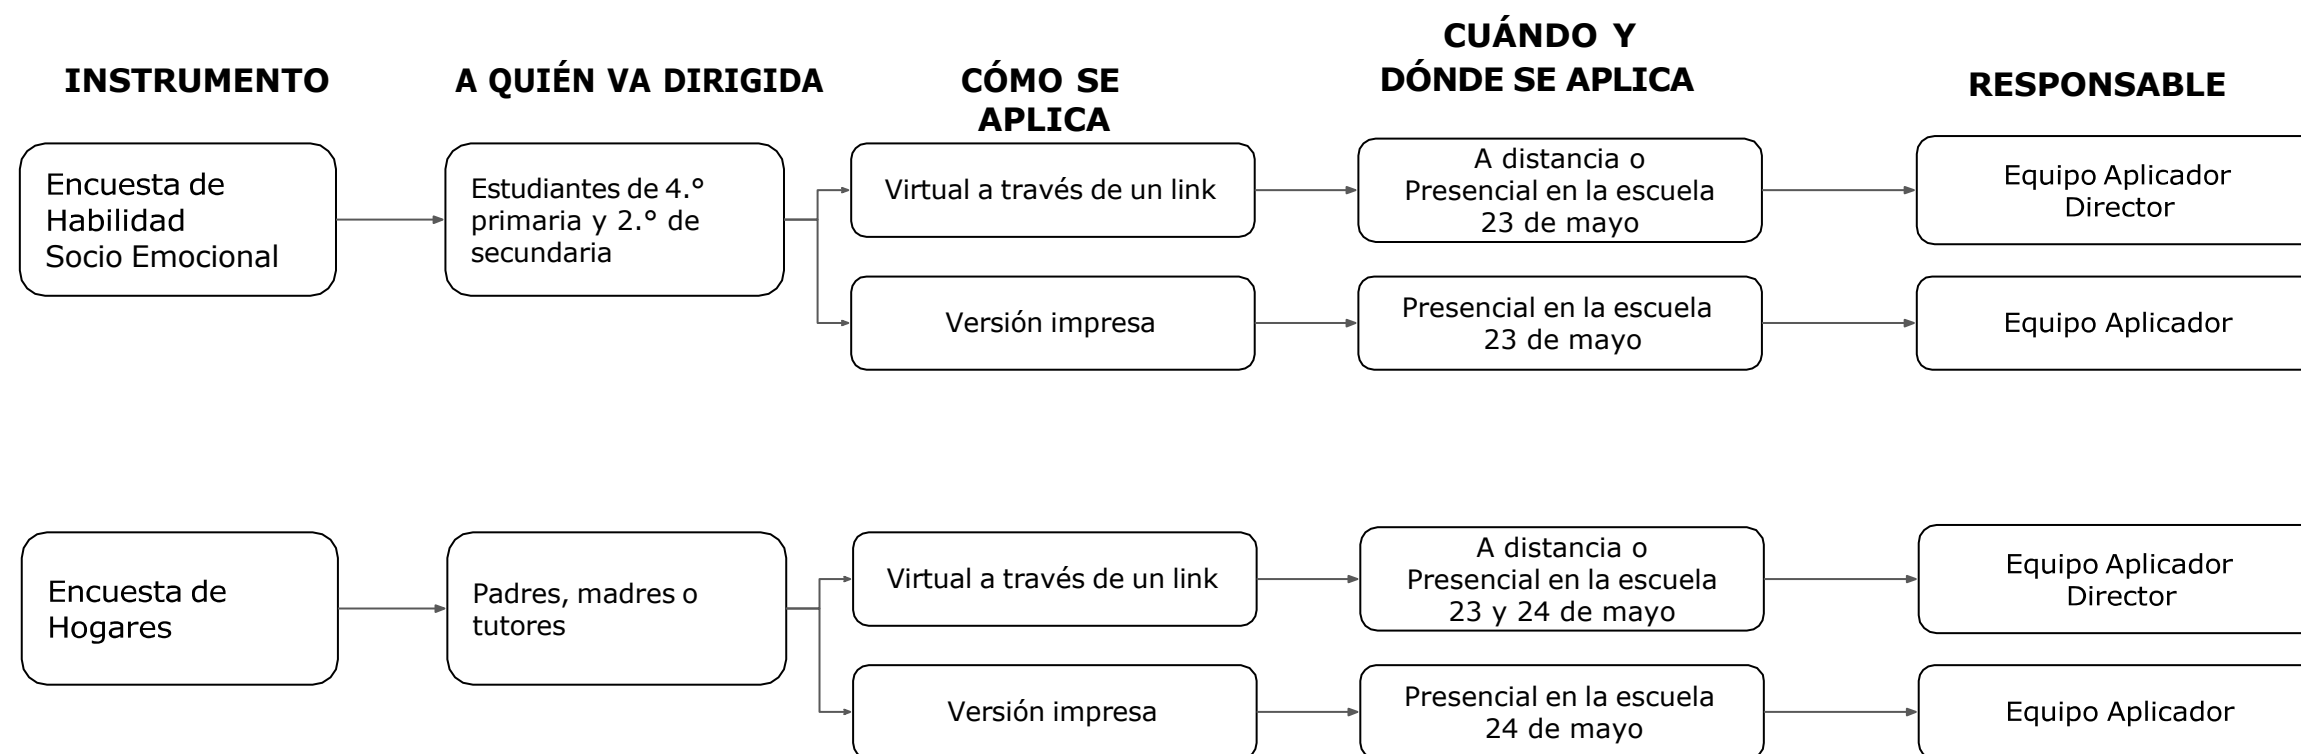 INSTRUMENTO
A QUIÉN VA DIRIGIDA
CÓMO SE
APLICA
CUÁNDO Y
DÓNDE SE APLICA
RESPONSABLE
Encuesta de
Habilidad
Socio Emocional
Estudiantes de 4.°
primaria y 2.° de
secundaria
Virtual a través de un link
A distancia o
Presencial en la escuela
23 de mayo
Equipo Aplicador
Director
Versión impresa
Presencial en la escuela
23 de mayo
Equipo Aplicador
Encuesta de
Hogares
Padres, madres o
tutores
Virtual a través de un link
A distancia o
Presencial en la escuela
23 y 24 de mayo
Equipo Aplicador
Director
Versión impresa
Presencial en la escuela
24 de mayo
Equipo Aplicador